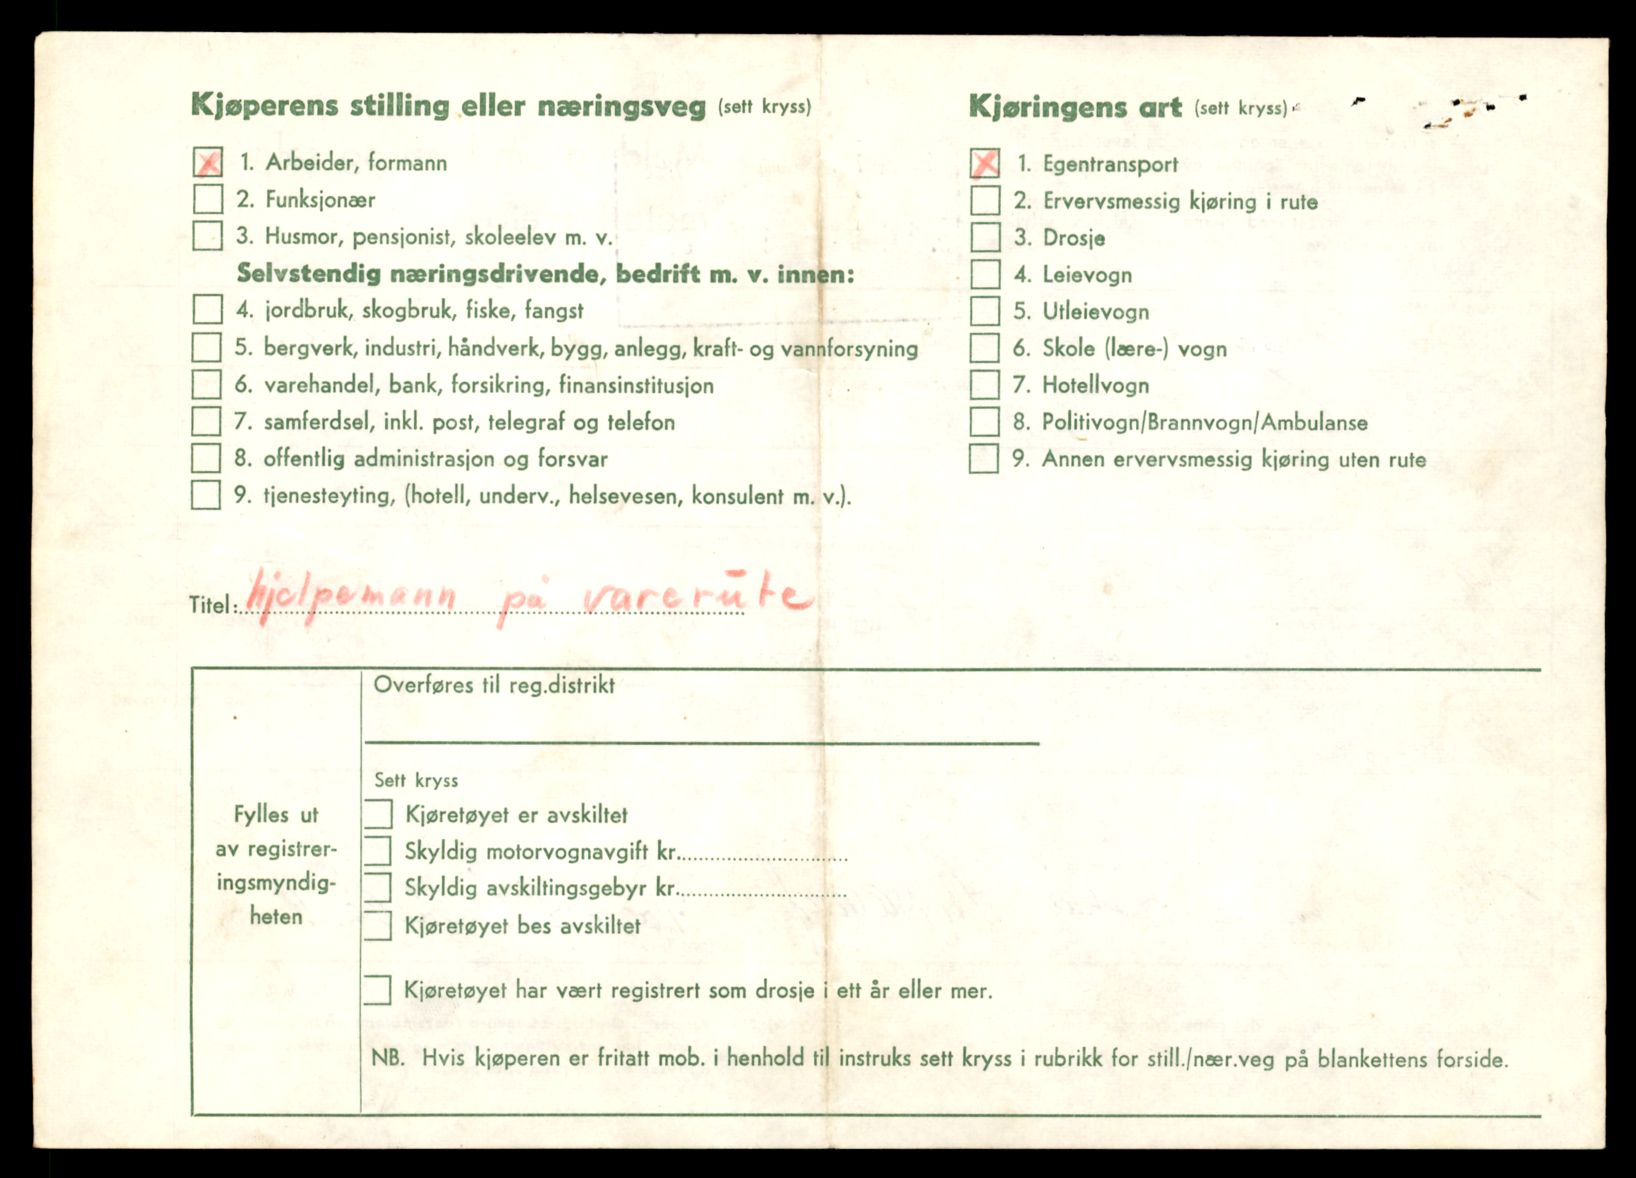 Kjøperens stilling eller næringsveg (sett kryss)
1. Arbeider, formann
2. Funksjonær
3. Husmor, pensjonist, skoleelev m. v.
Selvstendig næringsdrivende, bedrift m. v. innen:
4. jordbruk, skogbruk, fiske, fangst
5. bergverk, industri, håndverk, bygg, anlegg, kraft- og vannforsyning
6. varehandel, bank, forsikring, finansinstitusjon
7. samferdsel, inkl. post, telegraf og telefon
8. offentlig administrasjon og forsvar
9. tjenesteyting, (hotell, underv., helsevesen, konsulent m. v.).
Kjøringens art (sett kryss)
1. Egentransport
2. Ervervsmessig kjøring i rute
3. Drosje
4. Leievogn
5. Utleievogn
6. Skole (lære-) vogn
7. Hotellvogn
8. Politivogn/Brannvogn/Ambulanse
9. Annen ervervsmessig kjøring uten rute
Titel: hjelpemann på varerute
Fylles ut
av registrer-
ingsmyndig-
heten
Overføres til reg.distrikt
Sett kryss
Kjøretøyet er avskiltet
Skyldig motorvognavgift kr.
Skyldig avskiltingsgebyr kr.
Kjøretøyet bes avskiltet
Kjøretøyet har vært registrert som drosje i ett år eller mer.
NB. Hvis kjøperen er fritatt mob. i henhold til instruks sett kryss i rubrikk for still./nær.veg på blankettens forside.